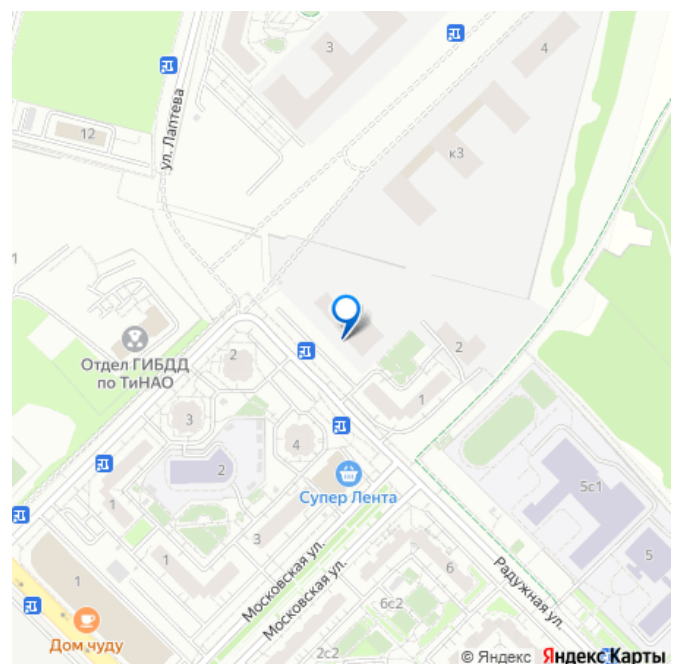 3
4
ул. Лаптева
12
к3
1
Отдел ГИБДД
по ТиНАО
2
2
3
1
4
2
Супер Лента
5с1
1
3
1
5
Московская ул.
Московская ул.
6
Радужная ул.
1
6с2
Дом чуду
2с2
© Яндекс Яндекс Карты